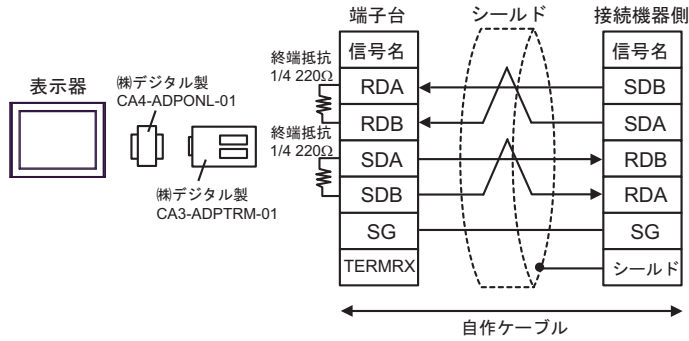 端子台
シールド
接続機器側
信号名
信号名
終端抵抗
1/4 220Ω
RDA
SDB
表示器
㈱デジタル製
CA4-ADPONL-01
RDB
SDA
終端抵抗
1/4 220Ω
SDA
RDB
㈱デジタル製
CA3-ADPTRM-01
SDB
RDA
SG
SG
TERMRX
シールド
自作ケーブル